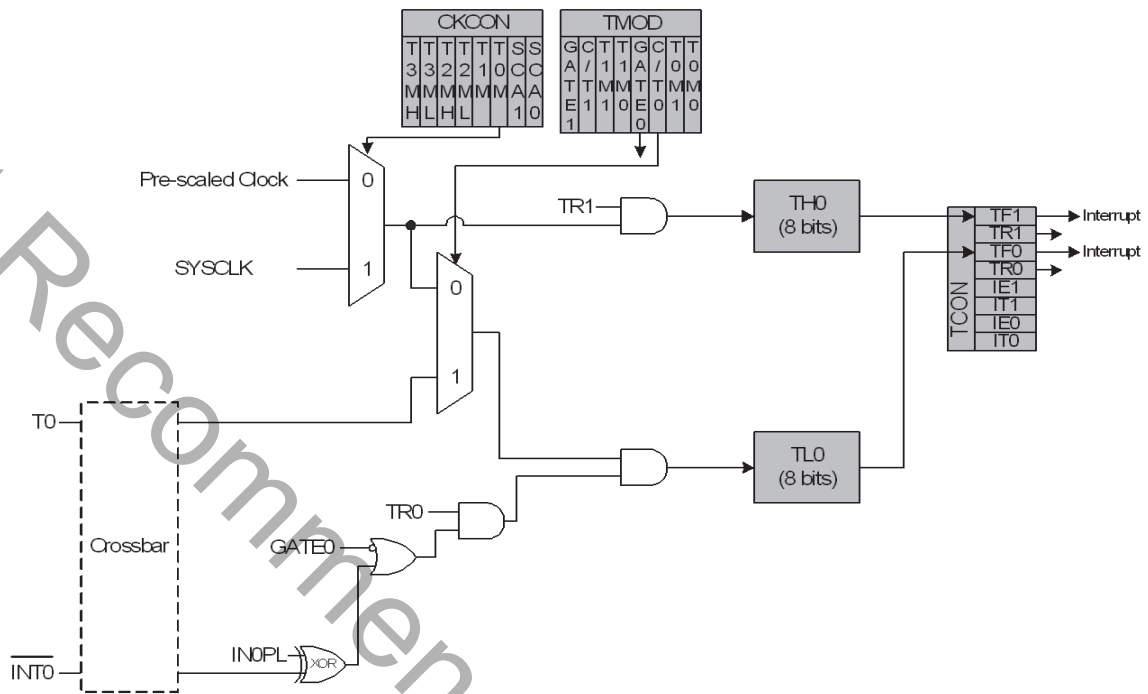 CKCON
T3MH
T3ML
T2MH
T2ML
T1M
T0M
SCA1
SCA0
TMOD
GATE1
C/T1
T1M1
T1M0
GATE0
C/T0
T0M1
T0M0
Pre-scaled Clock
0
SYSCLK
1
TR1
TH0
(8 bits)
TCON
TF1
TR1
TF0
TR0
IE1
IT1
IE0
IT0
Interrupt
Interrupt
0
1
T0
Crossbar
TL0
(8 bits)
TR0
GATE0
IN0PL
XOR
INT0
Recommen